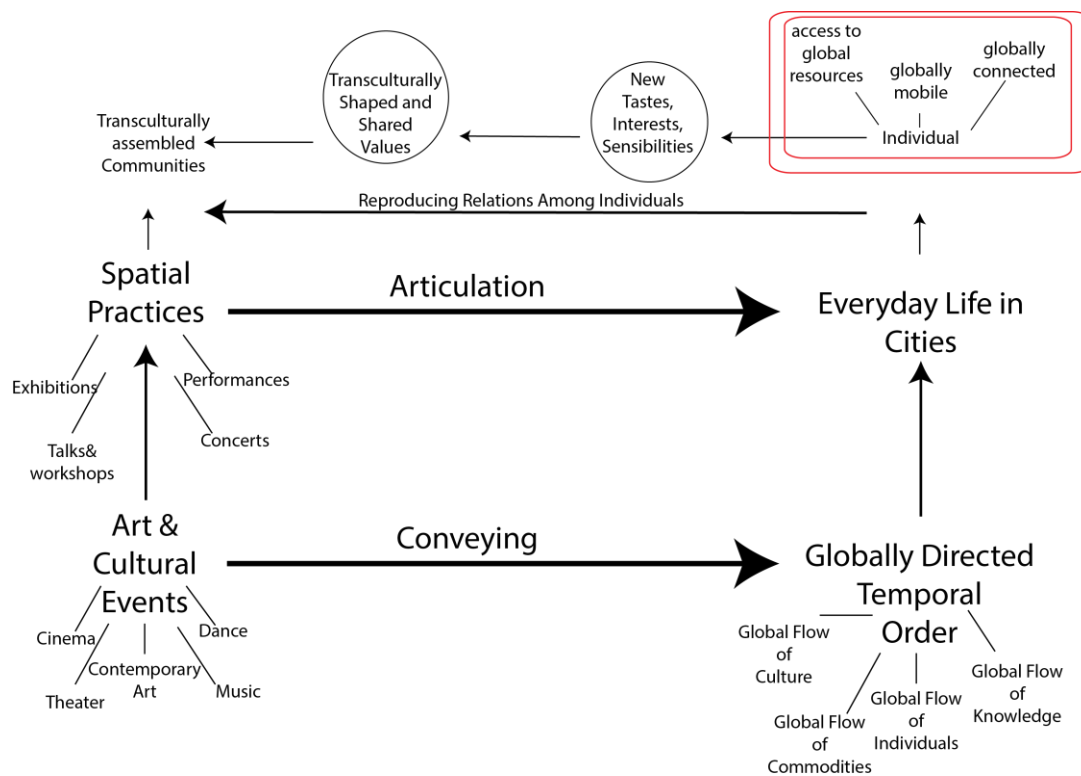 access to
global
resources
globally
mobile
globally
connected
Individual
New
Tastes,
Interests,
Sensibilities
Transculturally
Shaped and
Shared
Values
Transculturally
assembled
Communities
Reproducing Relations Among Individuals
Spatial
Practices
Articulation
Everyday Life in
Cities
Exhibitions
Performances
Talks&
workshops
Concerts
Art &
Cultural
Events
Conveying
Globally Directed
Temporal
Order
Cinema
Dance
Contemporary
Art
Theater
Music
Global Flow
of
Culture
Global Flow
of
Knowledge
Global Flow
of
Commodities
Global Flow
of
Individuals